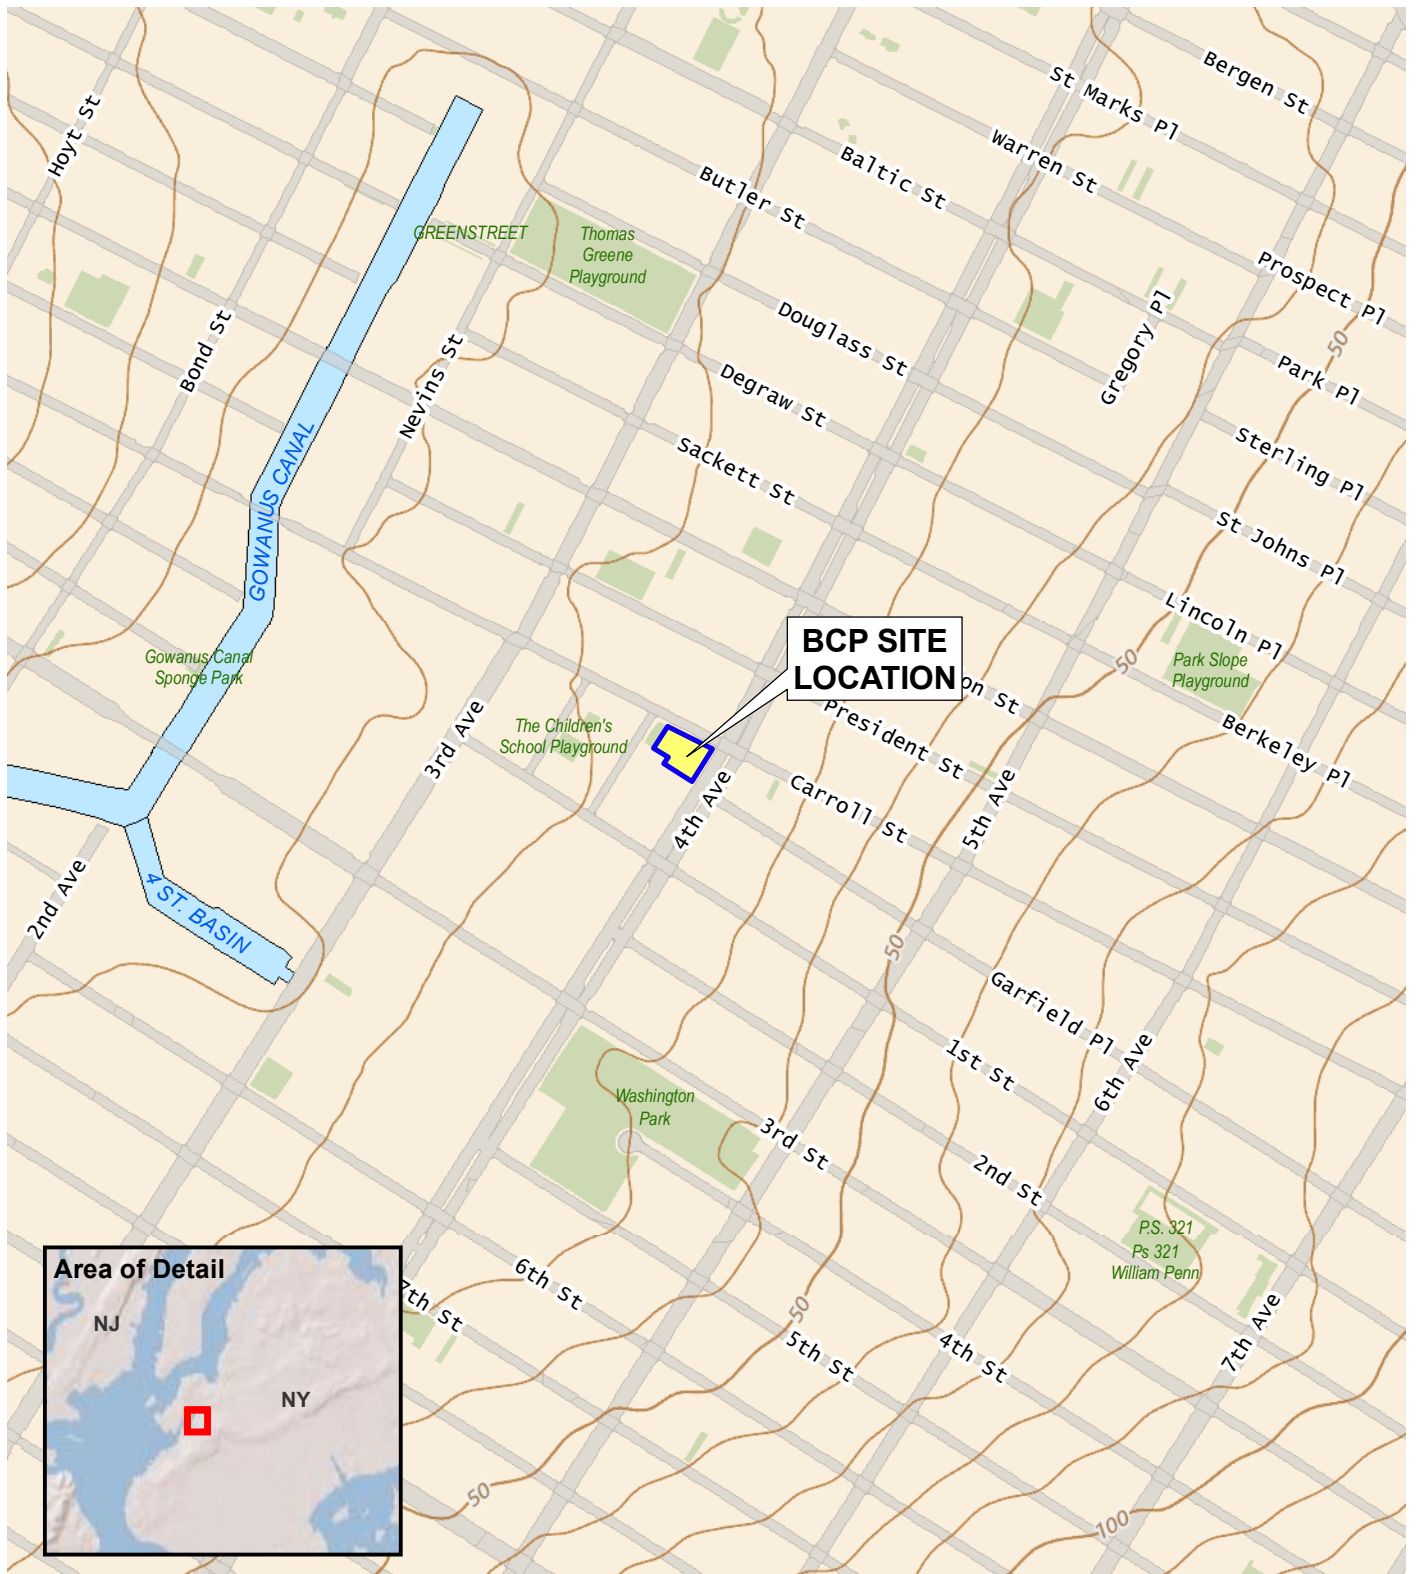 Bergen St
St Marks Pl
Hoyt St
Warren St
Baltic St
Butler St
GREENSTREET
Thomas
Greene
Playground
Prospect Pl
Gregory Pl
Bond St
Douglass St
50
Nevins St
Park Pl
Degraw St
Sterling Pl
Sackett St
GOWANUS CANAL
St Johns Pl
Lincoln Pl
BCP SITE
LOCATION
Gowanus Canal
Sponge Park
50
Park Slope
Playground
on St
3rd Ave
The Children's
School Playground
President St
Berkeley Pl
4th Ave
Carroll St
5th Ave
2nd Ave
4 ST. BASIN
50
Garfield Pl
1st St
6th Ave
Washington
Park
3rd St
2nd St
P.S. 321
Ps 321
William Penn
Area of Detail
NJ
NY
6th St
7th St
50
5th St
4th St
7th Ave
50
100